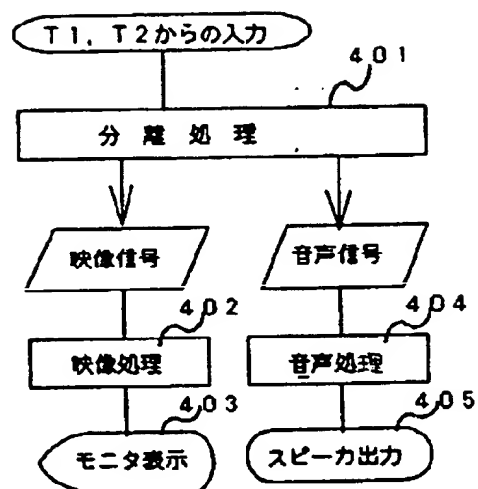 T1，T2からの入力
401
分離処理
映像信号
音声信号
402
404
映像処理
音声処理
403
405
モニタ表示
スピーカ出力